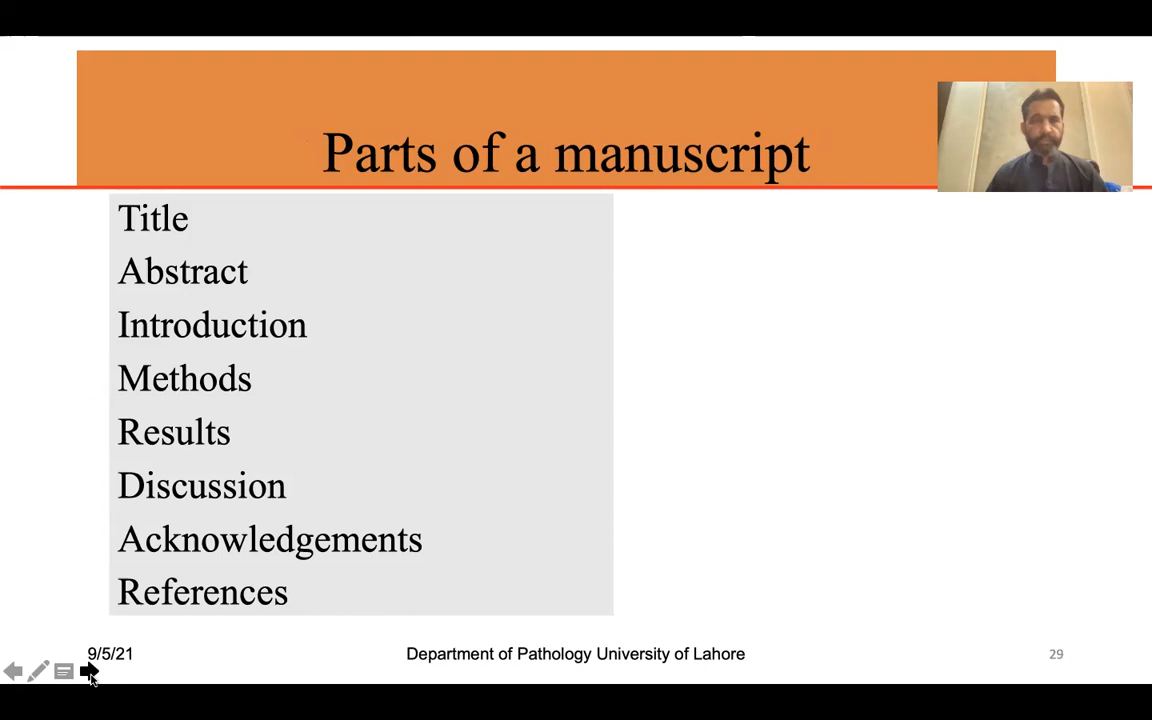 Parts of a manuscript
Title
Abstract
Introduction
Methods
Results
Discussion
Acknowledgements
References
9/5/21
Department of Pathology University of Lahore
29